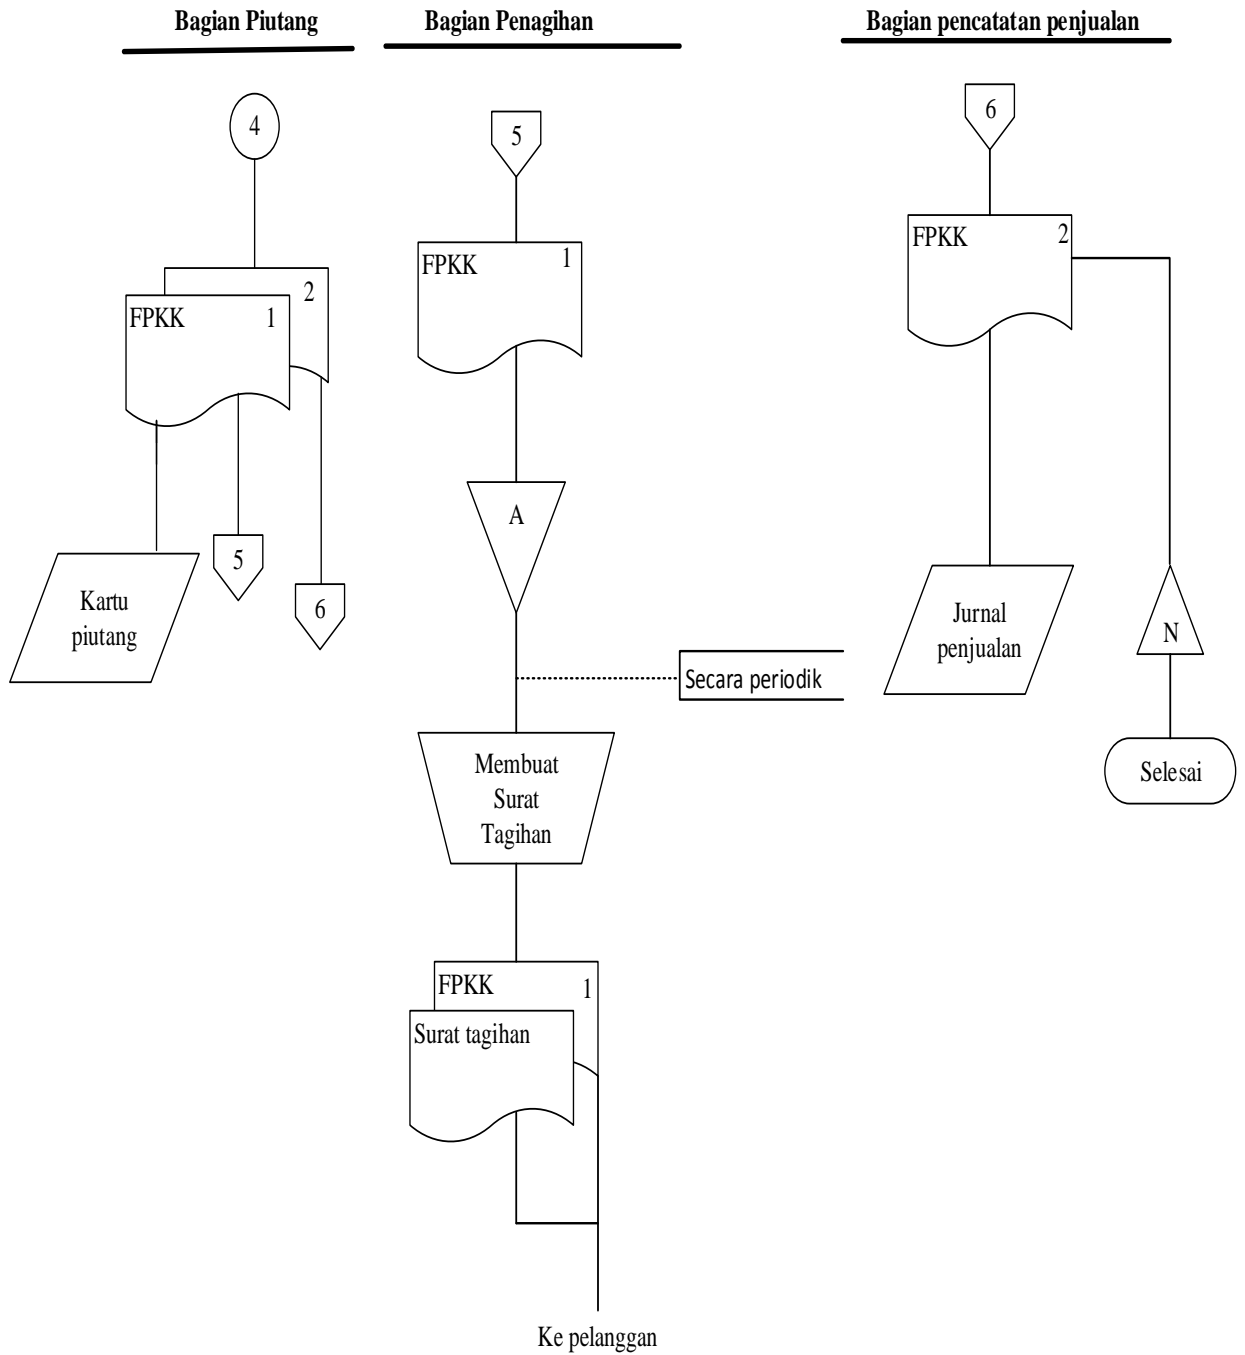 Bagian Piutang
Bagian Penagihan
Bagian pencatatan penjualan
4
2
FPKK 1
5
6
Kartu
piutang
5
FPKK 1
A
Secara periodik
Membuat
Surat
Tagihan
FPKK 1
Surat tagihan
Ke pelanggan
6
FPKK 2
Jurnal
penjualan
N
Selesai